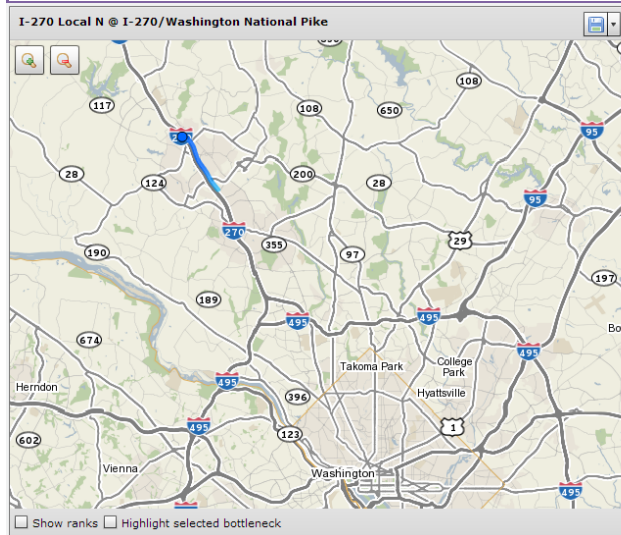 I-270 Local N @ I-270/Washington National Pike
117
108
108
650
95
28
124
200
28
95
270
355
97
29
190
189
197
674
495
495
495
Takoma Park
College
Park
Herndon
495
396
Hyattsville
495
123
1
602
Vienna
Washington
495
Show ranks
Highlight selected bottleneck